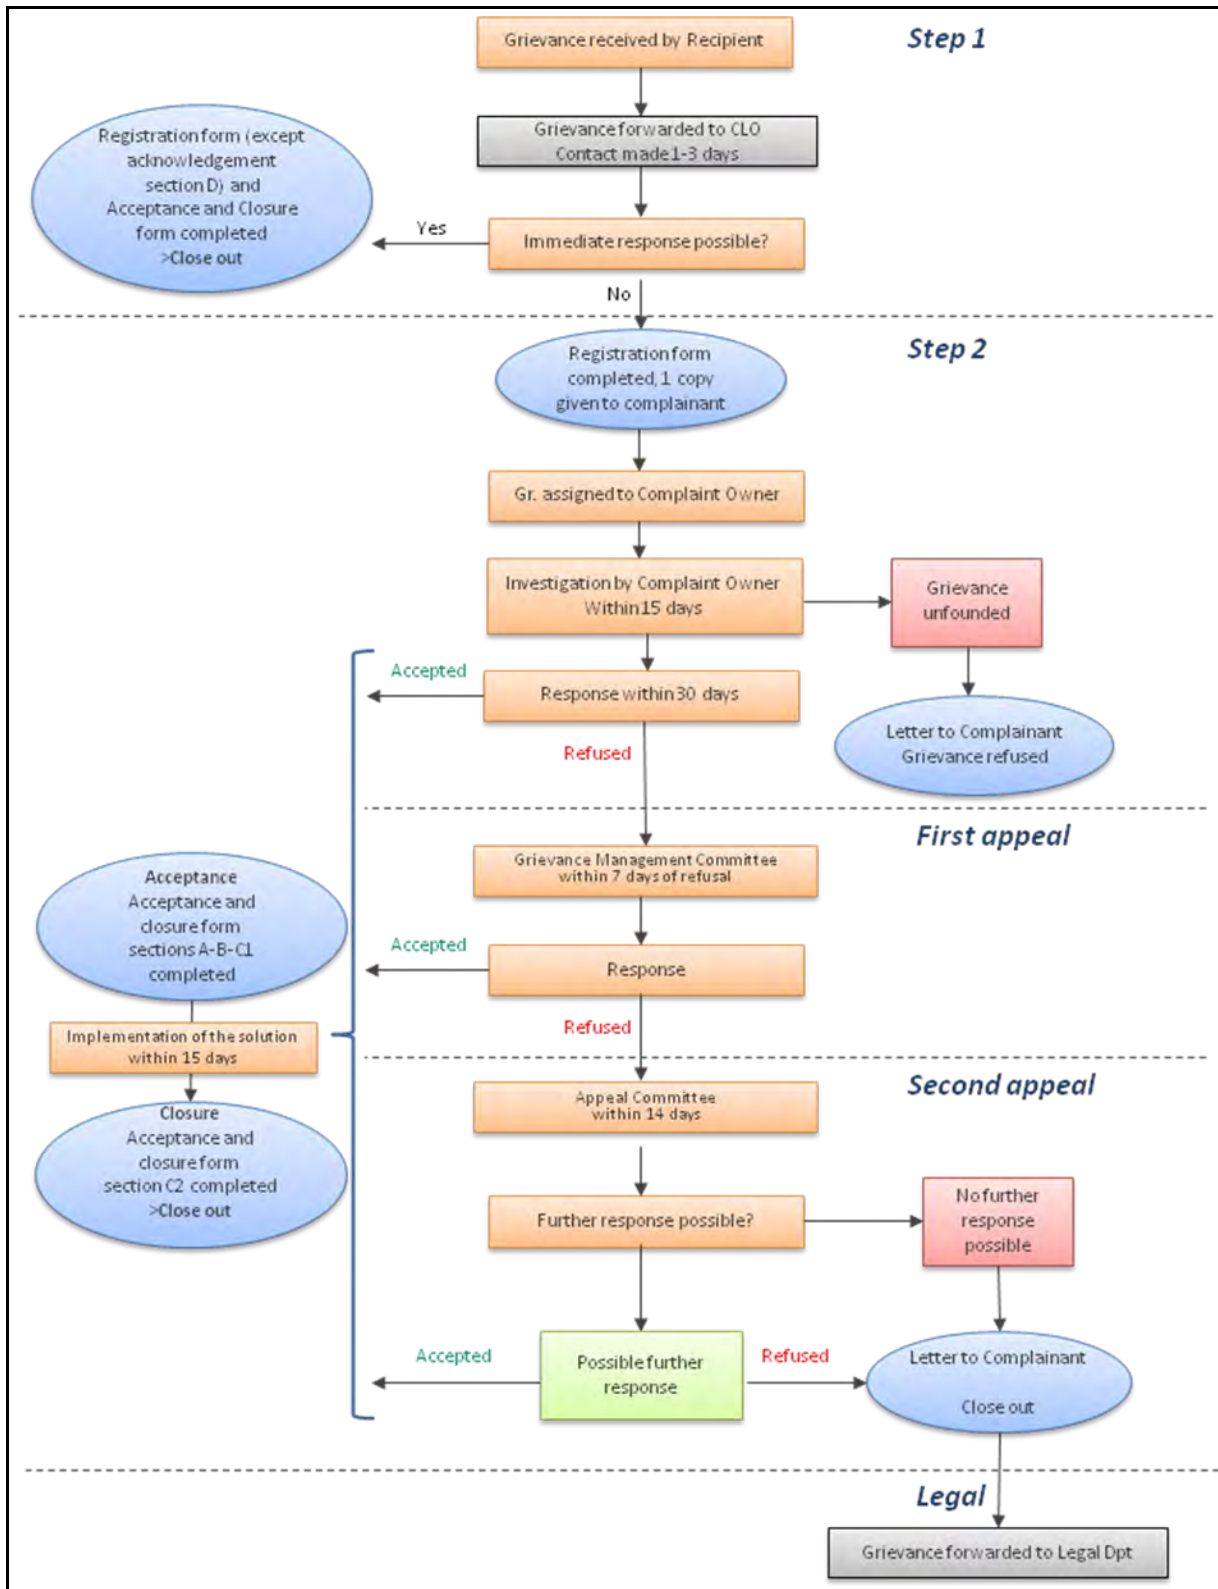 Grievance received by Recipient
Step 1
Grievance forwarded to CLO
Contact made 1-3 days
Registration form (except
acknowledgement
section D) and
Acceptance and Closure
form completed
>Close out
Yes
Immediate response possible?
No
Step 2
Registration form
completed, 1 copy
given to complainant
Gr. assigned to Complaint Owner
Investigation by Complaint Owner
Within 15 days
Grievance
unfounded
Accepted
Response within 30 days
Refused
Letter to Complainant
Grievance refused
First appeal
Grievance Management Committee
within 7 days of refusal
Accepted
Response
Refused
Acceptance
Acceptance and
closure form
sections A-B-C1
completed
Implementation of the solution
within 15 days
Closure
Acceptance and
closure form
section C2 completed
>Close out
Second appeal
Appeal Committee
within 14 days
Further response possible?
No further
response
possible
Accepted
Possible further
response
Refused
Letter to Complainant
Close out
Legal
Grievance forwarded to Legal Dpt